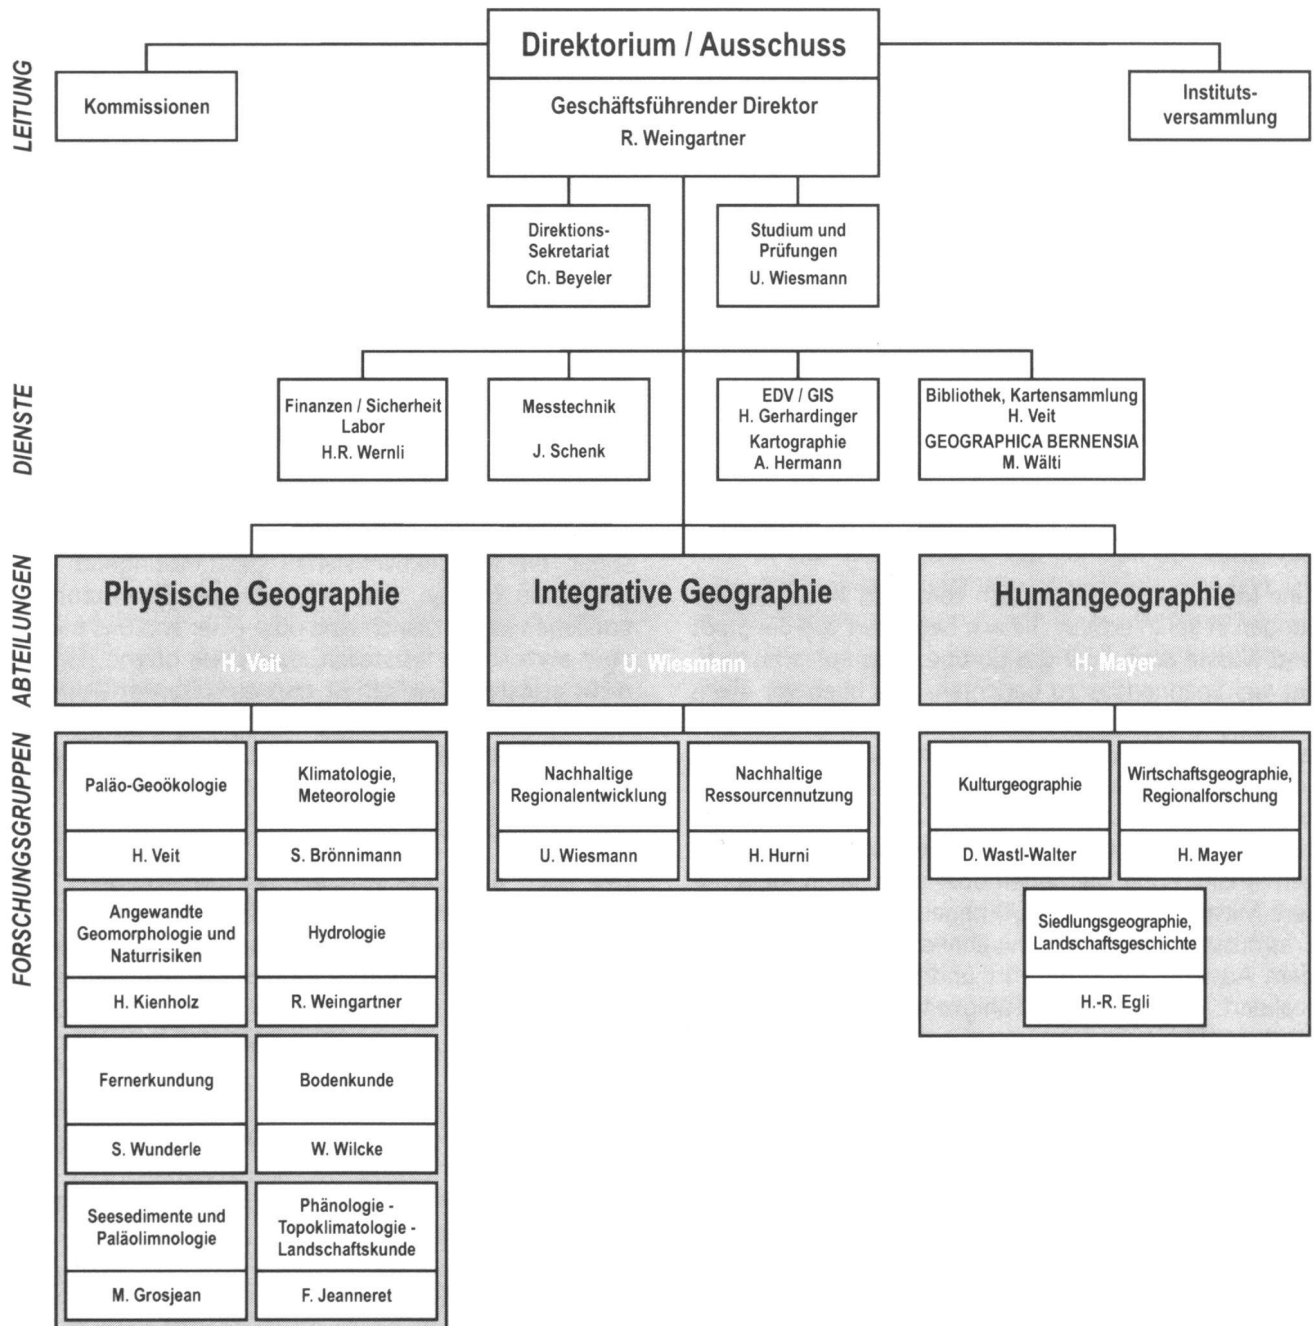 LEITUNG
Direktorium / Ausschuss
Geschäftsführender Direktor
R. Weingartner
Kommissionen
Instituts-
versammlung
Direktions-
Sekretariat
Ch. Beyeler
Studium und
Prüfungen
U. Wiesmann
DIENSTE
Finanzen / Sicherheit
Labor
H.R. Wernli
Messtechnik
J. Schenk
EDV / GIS
H. Gerhardinger
Kartographie
A. Hermann
Bibliothek, Kartensammlung
H. Veit
GEOGRAPHICA BERNENSIA
M. Wälti
ABTEILUNGEN
Physische Geographie
H. Veit
Integrative Geographie
U. Wiesmann
Humangeographie
H. Mayer
FORSCHUNGSGRUPPEN
Paläo-Geoökologie
H. Veit
Klimatologie,
Meteorologie
S. Brönnimann
Angewandte
Geomorphologie und
Naturrisiken
H. Kienholz
Hydrologie
R. Weingartner
Fernerkundung
S. Wunderle
Bodenkunde
W. Wilcke
Seesedimente und
Paläolimnologie
M. Grosjean
Phänologie -
Topoklimatologie -
Landschaftskunde
F. Jeanneret
Nachhaltige
Regionalentwicklung
U. Wiesmann
Nachhaltige
Ressourcennutzung
H. Hurni
Kulturgeographie
D. Wastl-Walter
Wirtschaftsgeographie,
Regionalforschung
H. Mayer
Siedlungsgeographie,
Landschaftsgeschichte
H.-R. Egli